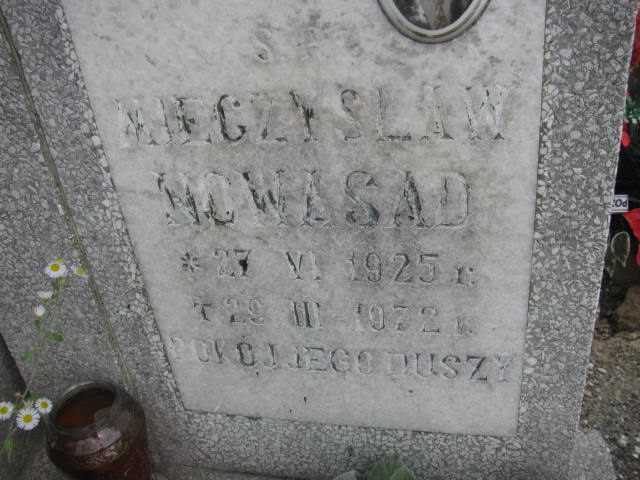 Ś P
MIECZYSŁAW
NOWASAD
* 27 VI 1925 r.
† 29 III - 1972 r.
POKÓJ JEGO DUSZY